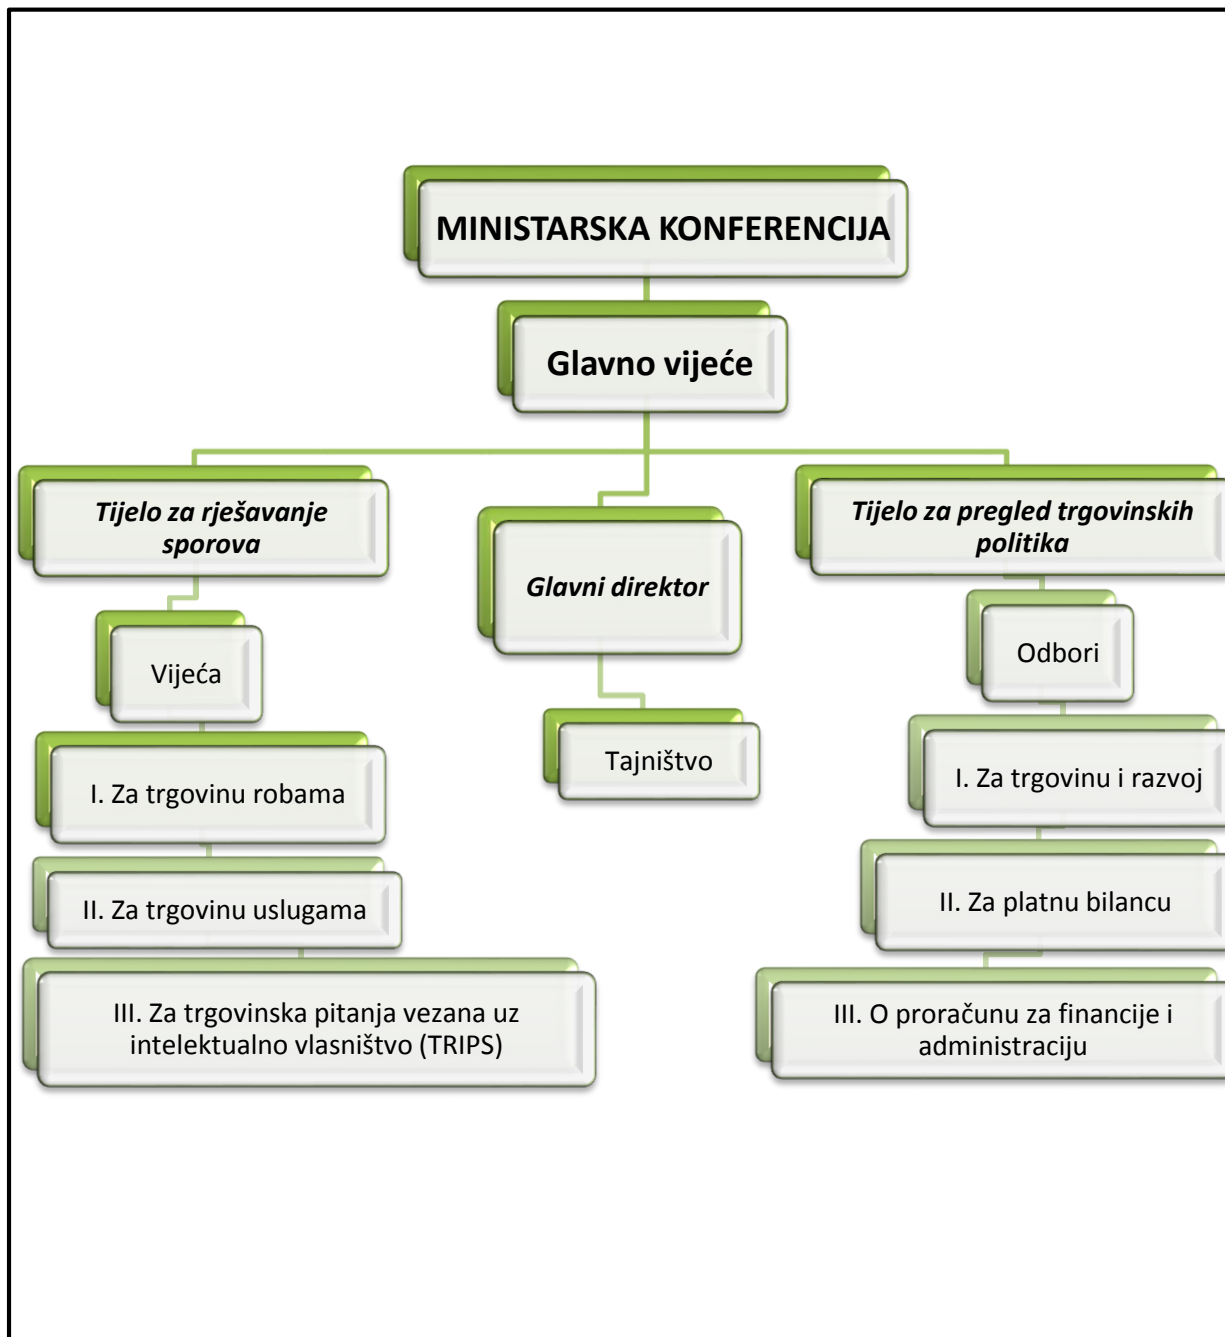 MINISTARSKA KONFERENCIJA
Glavno vijeće
Tijelo za rješavanje
sporova
Vijeća
I. Za trgovinu robama
II. Za trgovinu uslugama
III. Za trgovinska pitanja vezana uz
intelektualno vlasništvo (TRIPS)
Glavni direktor
Tajništvo
Tijelo za pregled trgovinskih
politika
Odbori
I. Za trgovinu i razvoj
II. Za platnu bilancu
III. O proračunu za financije i
administraciju